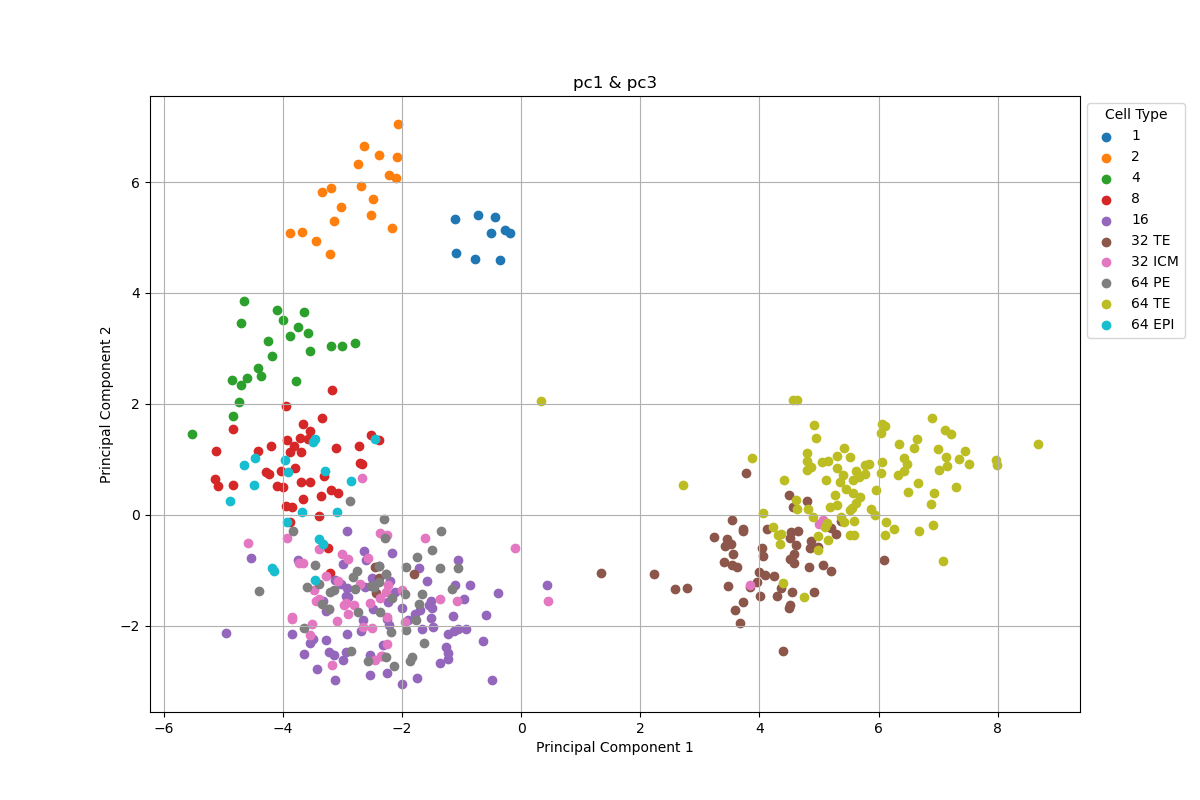 pc1 & pc3
Cell Type
1
2
4
8
16
32 TE
32 ICM
64 PE
64 TE
64 EPI
Principal Component 2
6
4
2
0
−2
−6
−4
−2
0
2
4
6
8
Principal Component 1